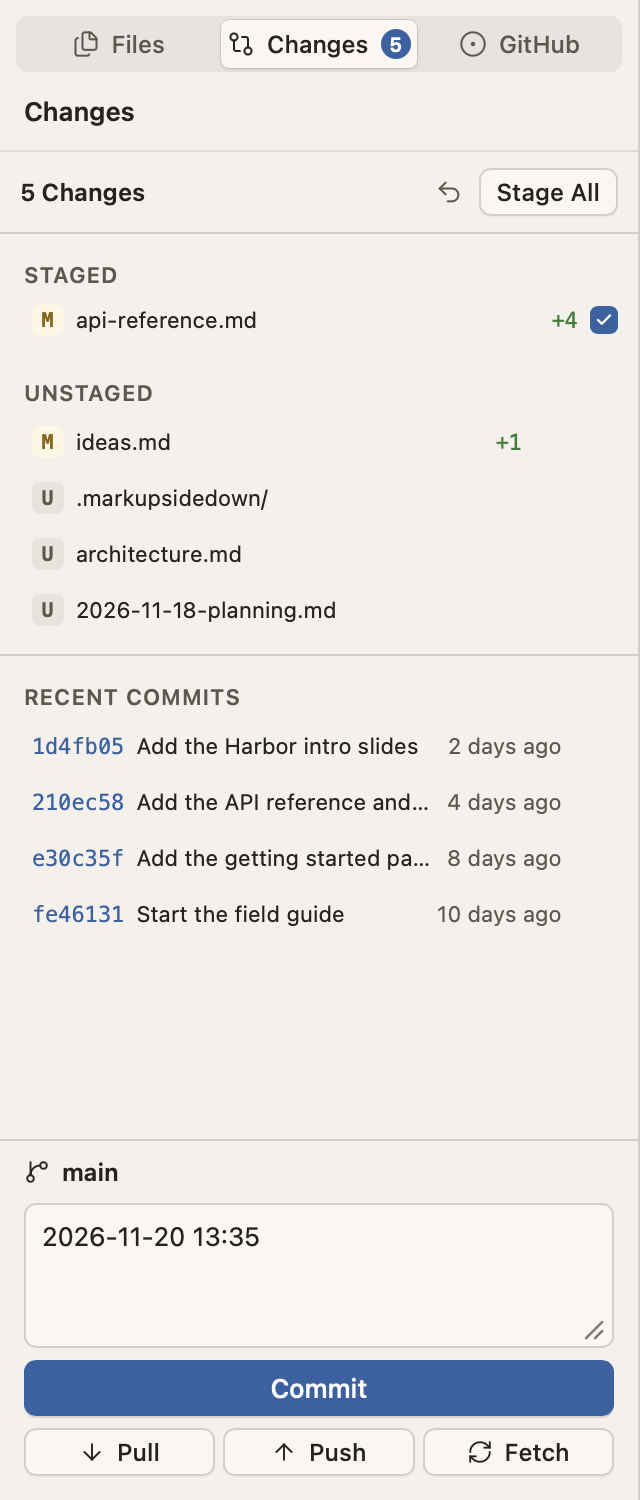 Files
Changes 5
GitHub
Changes
5 Changes
Stage All
STAGED
M api-reference.md +4
UNSTAGED
M ideas.md +1
U .markupsidedown/
U architecture.md
U 2026-11-18-planning.md
RECENT COMMITS
1d4fb05 Add the Harbor intro slides 2 days ago
210ec58 Add the API reference and... 4 days ago
e30c35f Add the getting started pa... 8 days ago
fe46131 Start the field guide 10 days ago
main
2026-11-20 13:35
Commit
Pull
Push
Fetch